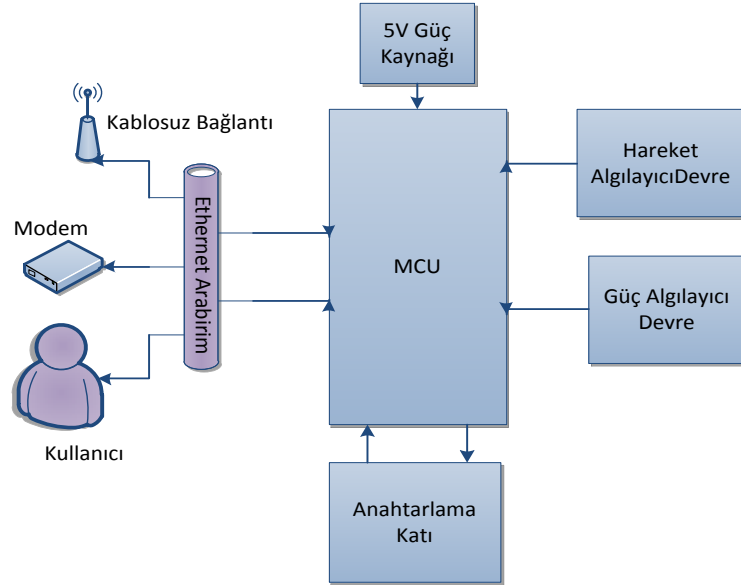 5V Güç
Kaynağı
Kablosuz Bağlantı
Hareket
AlgılayıcıDevre
Modem
Ethernet Arabirim
MCU
Güç Algılayıcı
Devre
Kullanıcı
Anahtarlama
Katı